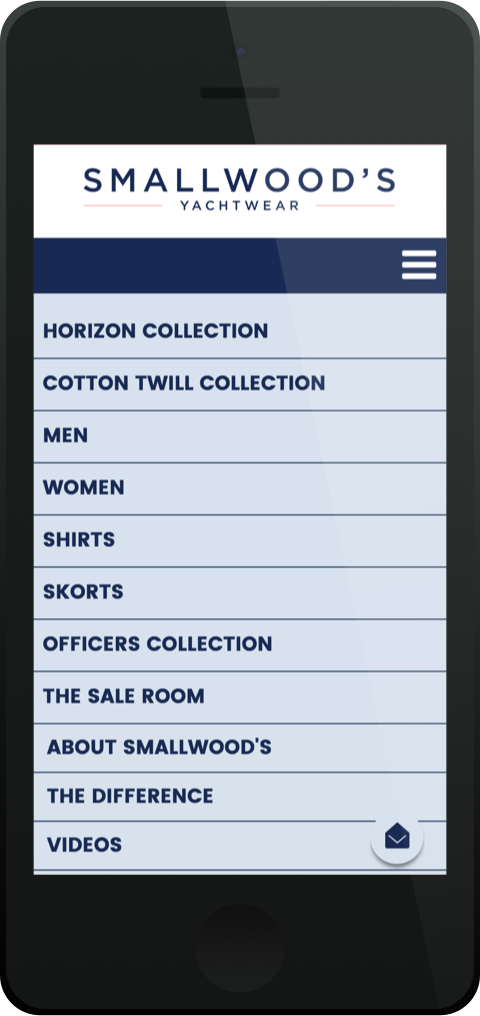 SMALLWOOD'S
YACHTWEAR
HORIZON COLLECTION
COTTON TWILL COLLECTION
MEN
WOMEN
SHIRTS
SKORTS
OFFICERS COLLECTION
THE SALE ROOM
ABOUT SMALLWOOD'S
THE DIFFERENCE
VIDEOS